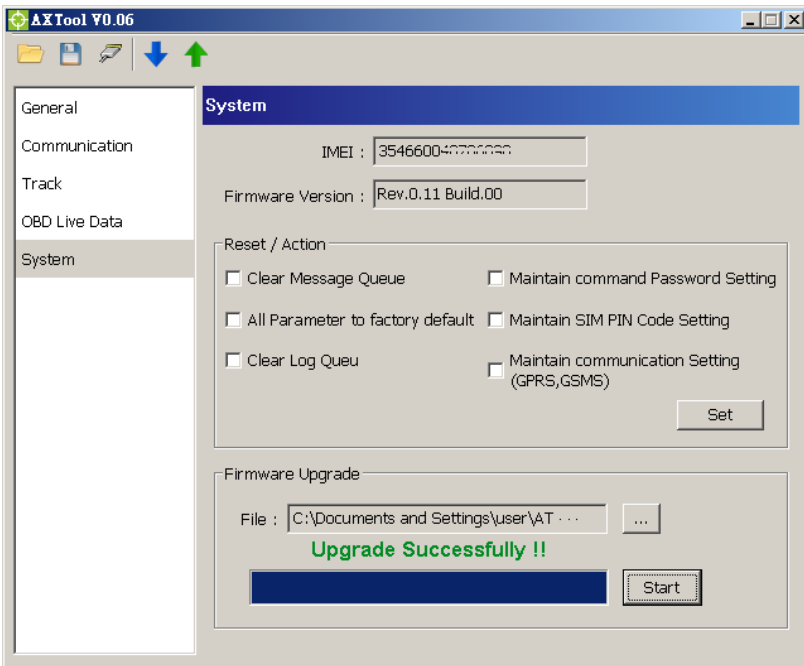 AXTool V0.06
General
Communication
Track
OBD Live Data
System
System
IMEI :
Firmware Version : Rev.0.11 Build.00
Reset / Action
Clear Message Queue
Maintain command Password Setting
All Parameter to factory default
Maintain SIM PIN Code Setting
Clear Log Queu
Maintain communication Setting
(GPRS,GSMS)
Set
Firmware Upgrade
File : C:\Documents and Settings\user\AT ···
...
Upgrade Successfully !!
Start